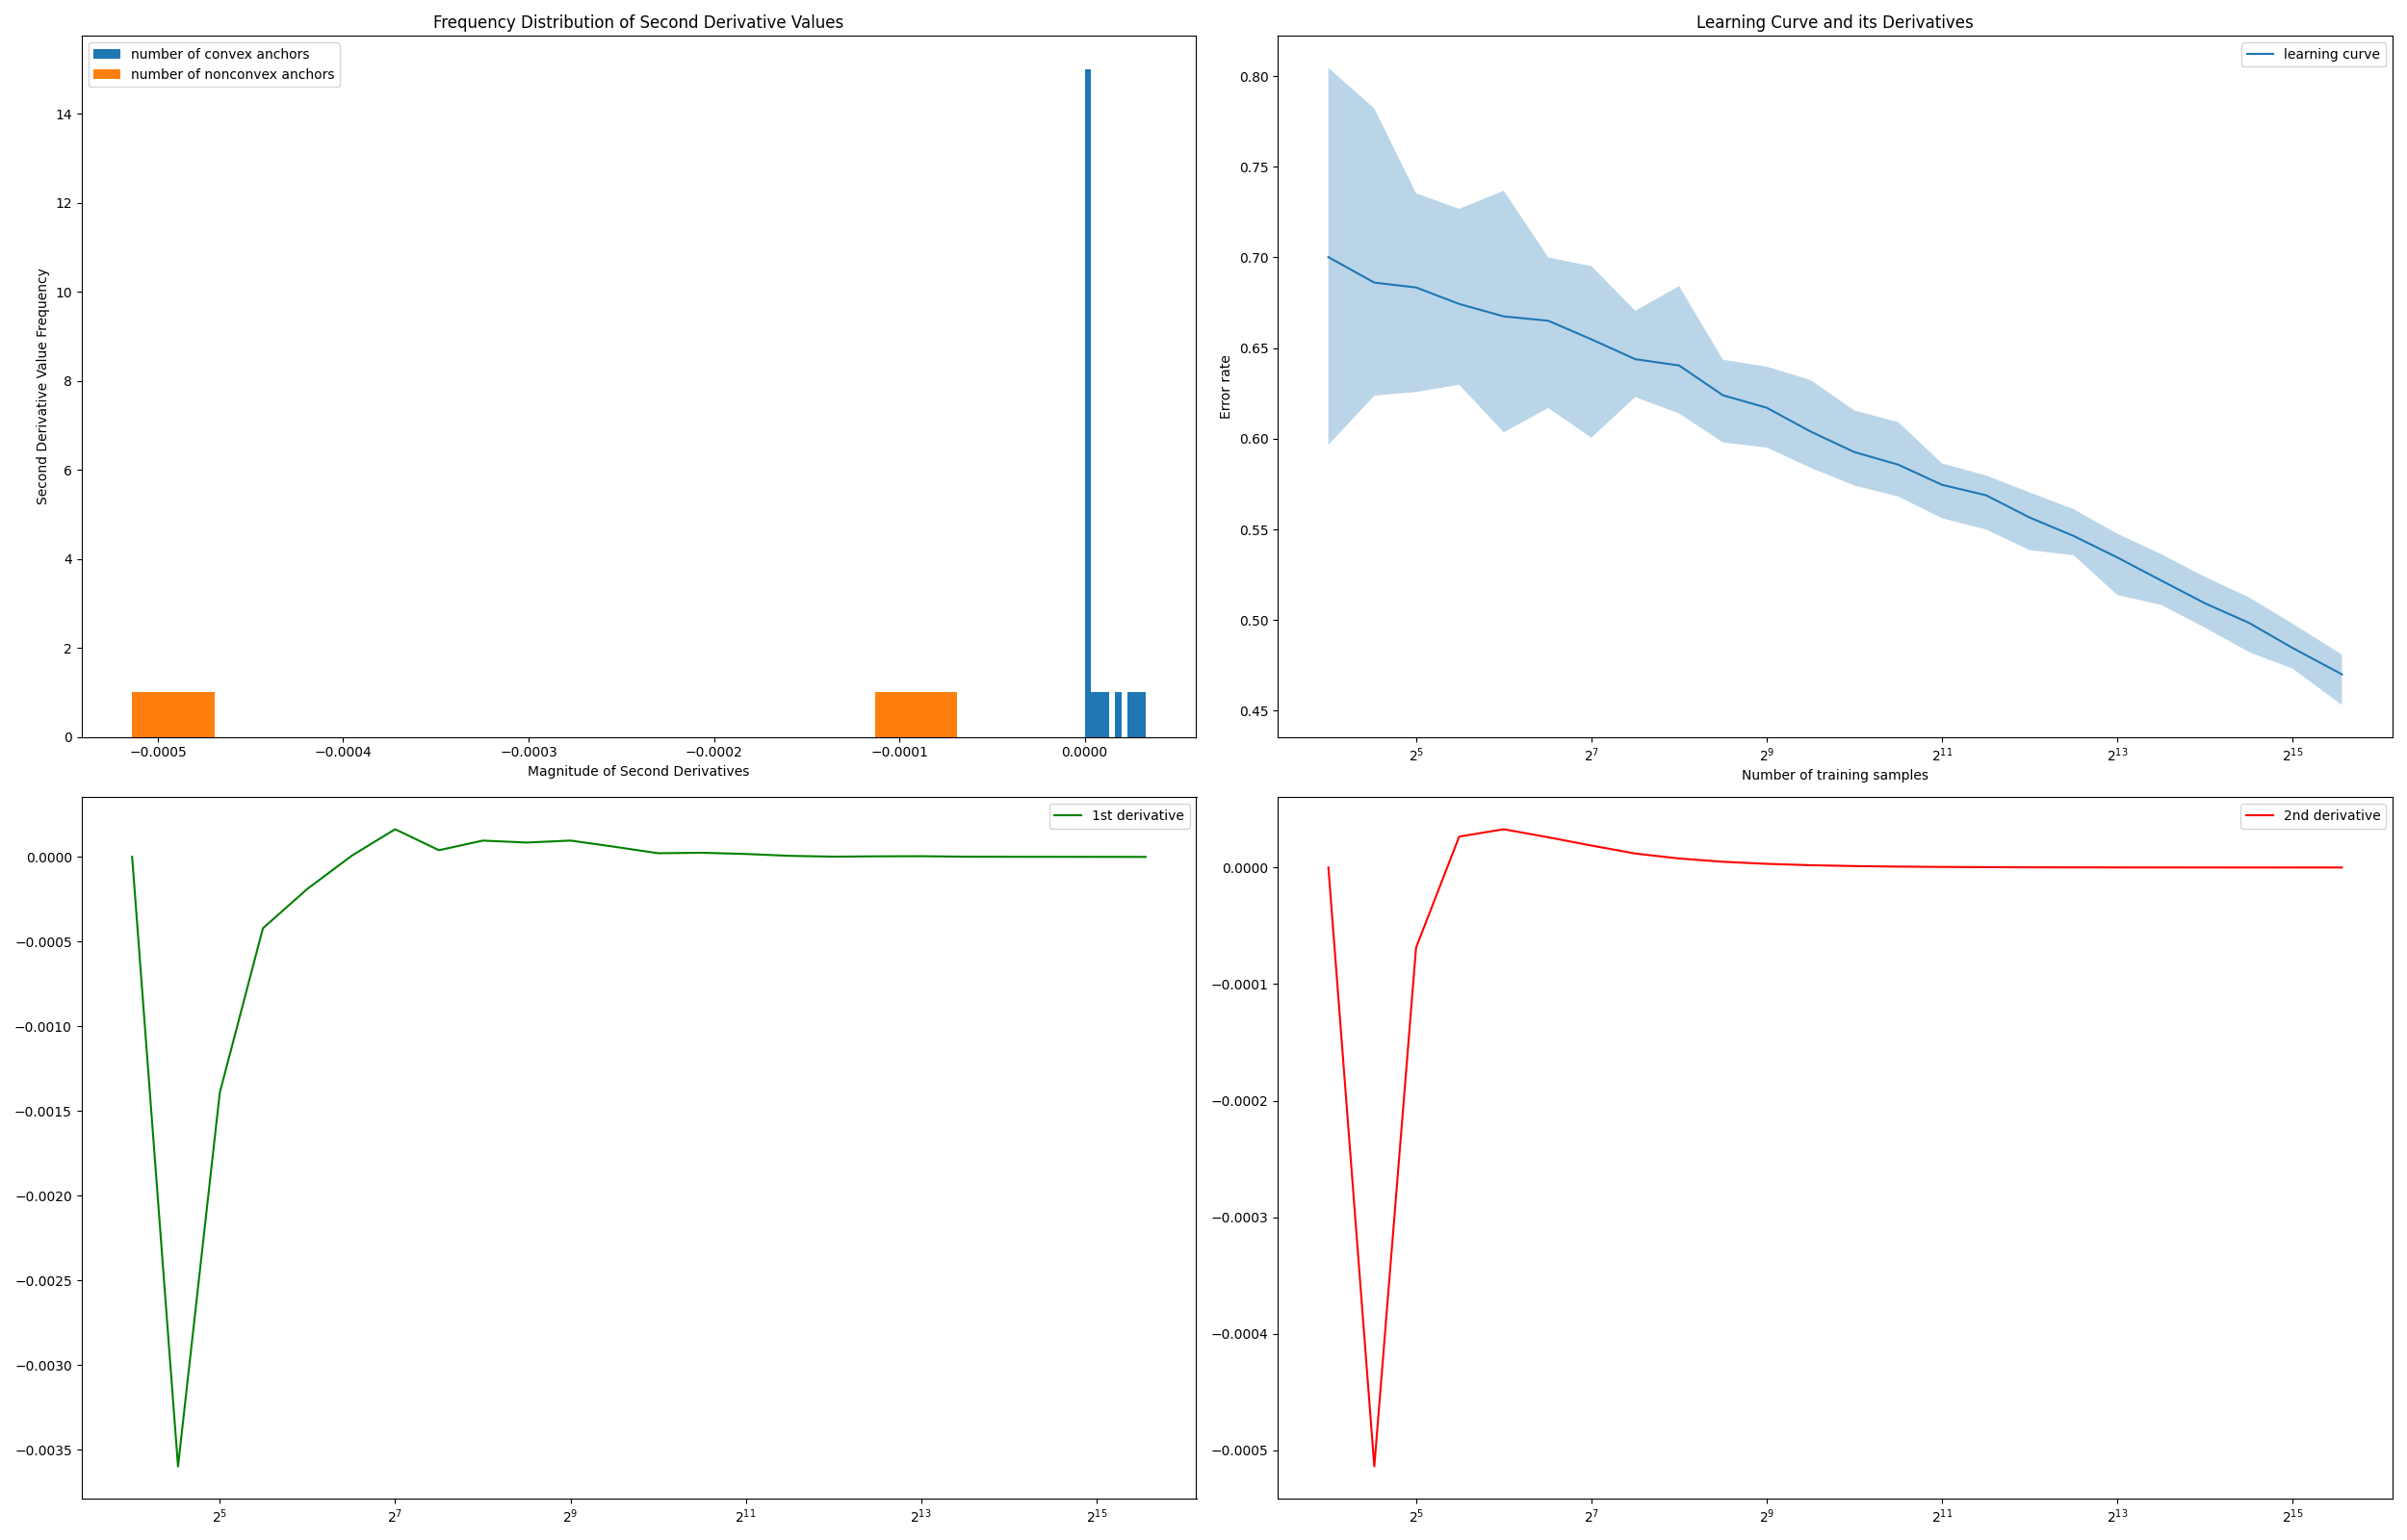 Frequency Distribution of Second Derivative Values
number of convex anchors
number of nonconvex anchors
14
12
10
8
6
4
2
0
Second Derivative Value Frequency
−0.0005 −0.0004 −0.0003 −0.0002 −0.0001 0.0000
Magnitude of Second Derivatives
Learning Curve and its Derivatives
learning curve
0.80
0.75
0.70
0.65
0.60
0.55
0.50
0.45
Error rate
2^5 2^7 2^9 2^11 2^13 2^15
Number of training samples
1st derivative
0.0000
−0.0005
−0.0010
−0.0015
−0.0020
−0.0025
−0.0030
−0.0035
2^5 2^7 2^9 2^11 2^13 2^15
2nd derivative
0.0000
−0.0001
−0.0002
−0.0003
−0.0004
−0.0005
2^5 2^7 2^9 2^11 2^13 2^15